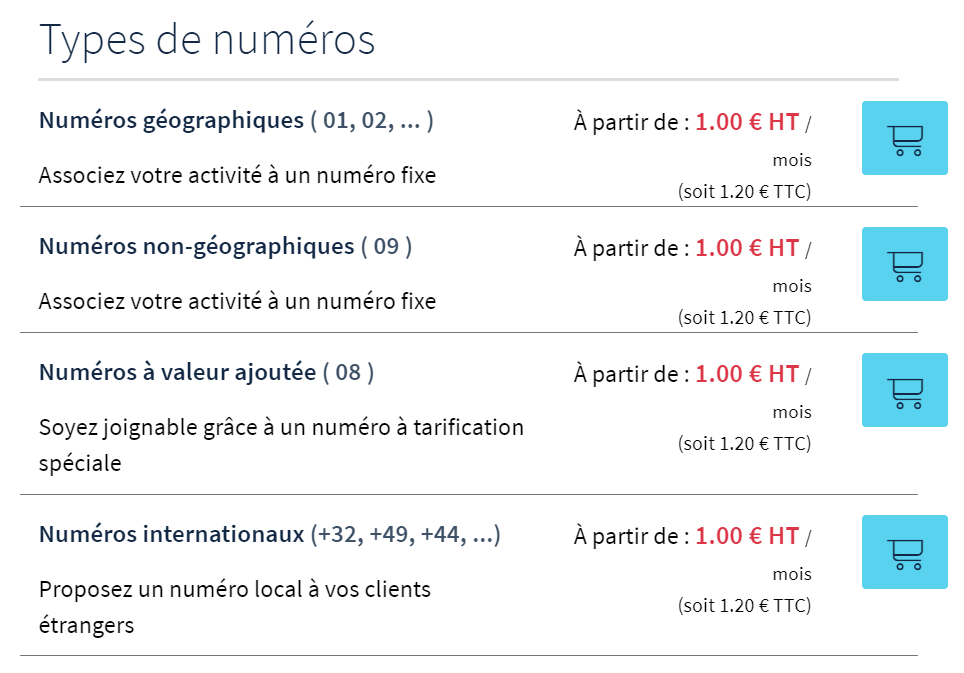 Types de numéros
Numéros géographiques ( 01, 02, ... )
À partir de : 1.00 € HT /
mois
(soit 1.20 € TTC)
Associez votre activité à un numéro fixe
Numéros non-géographiques ( 09 )
À partir de : 1.00 € HT /
mois
(soit 1.20 € TTC)
Associez votre activité à un numéro fixe
Numéros à valeur ajoutée ( 08 )
À partir de : 1.00 € HT /
mois
(soit 1.20 € TTC)
Soyez joignable grâce à un numéro à tarification
spéciale
Numéros internationaux (+32, +49, +44, ...)
À partir de : 1.00 € HT /
mois
(soit 1.20 € TTC)
Proposez un numéro local à vos clients
étrangers